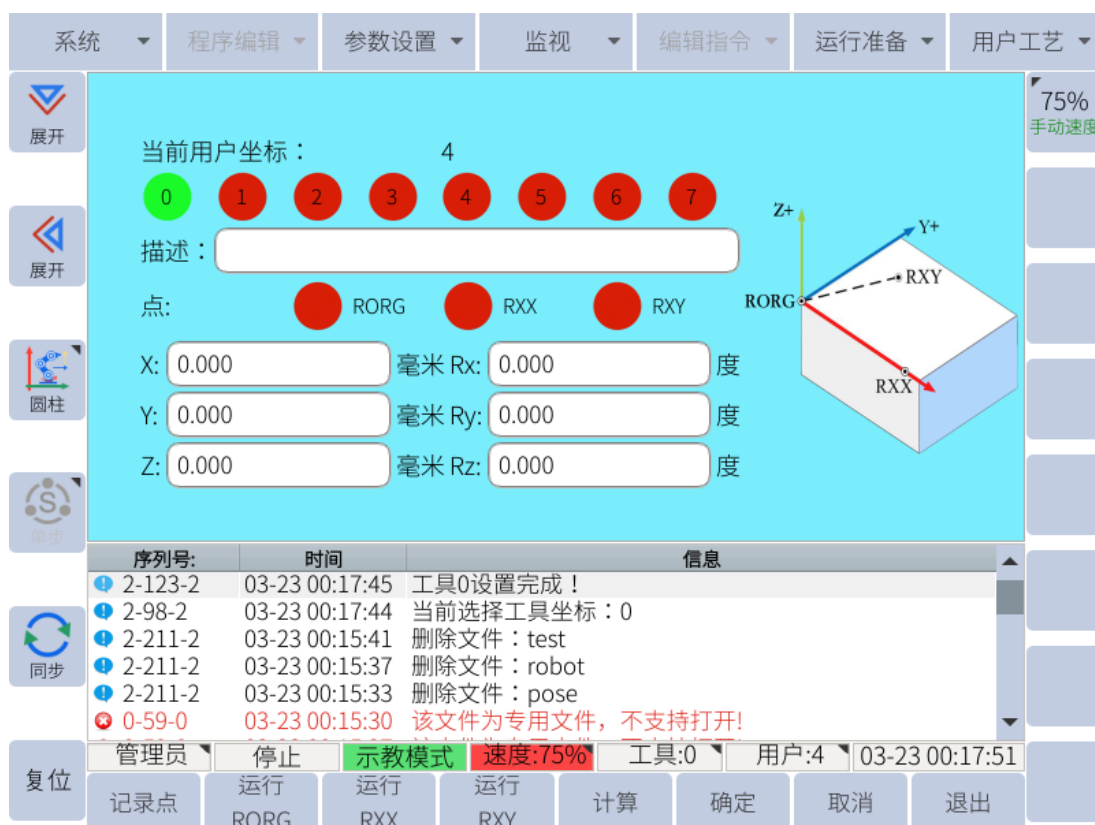 系统 程序编辑 参数设置 监视 编辑指令 运行准备 用户工艺
展开
75%
手动速度
当前用户坐标： 4
0 1 2 3 4 5 6 7
展开
描述：
点: RORG RXX RXY
Z+
Y+
RXY
RORG
RXX
X: 0.000 毫米 Rx: 0.000 度
圆柱
Y: 0.000 毫米 Ry: 0.000 度
Z: 0.000 毫米 Rz: 0.000 度
S
单步
序列号: 时间 信息
2-123-2 03-23 00:17:45 工具0设置完成！
2-98-2 03-23 00:17:44 当前选择工具坐标：0
2-211-2 03-23 00:15:41 删除文件：test
同步
2-211-2 03-23 00:15:37 删除文件：robot
2-211-2 03-23 00:15:33 删除文件：pose
0-59-0 03-23 00:15:30 该文件为专用文件，不支持打开!
管理员 停止 示教模式 速度:75% 工具:0 用户:4 03-23 00:17:51
复位
记录点 运行 RORG 运行 RXX 运行 RXY 计算 确定 取消 退出